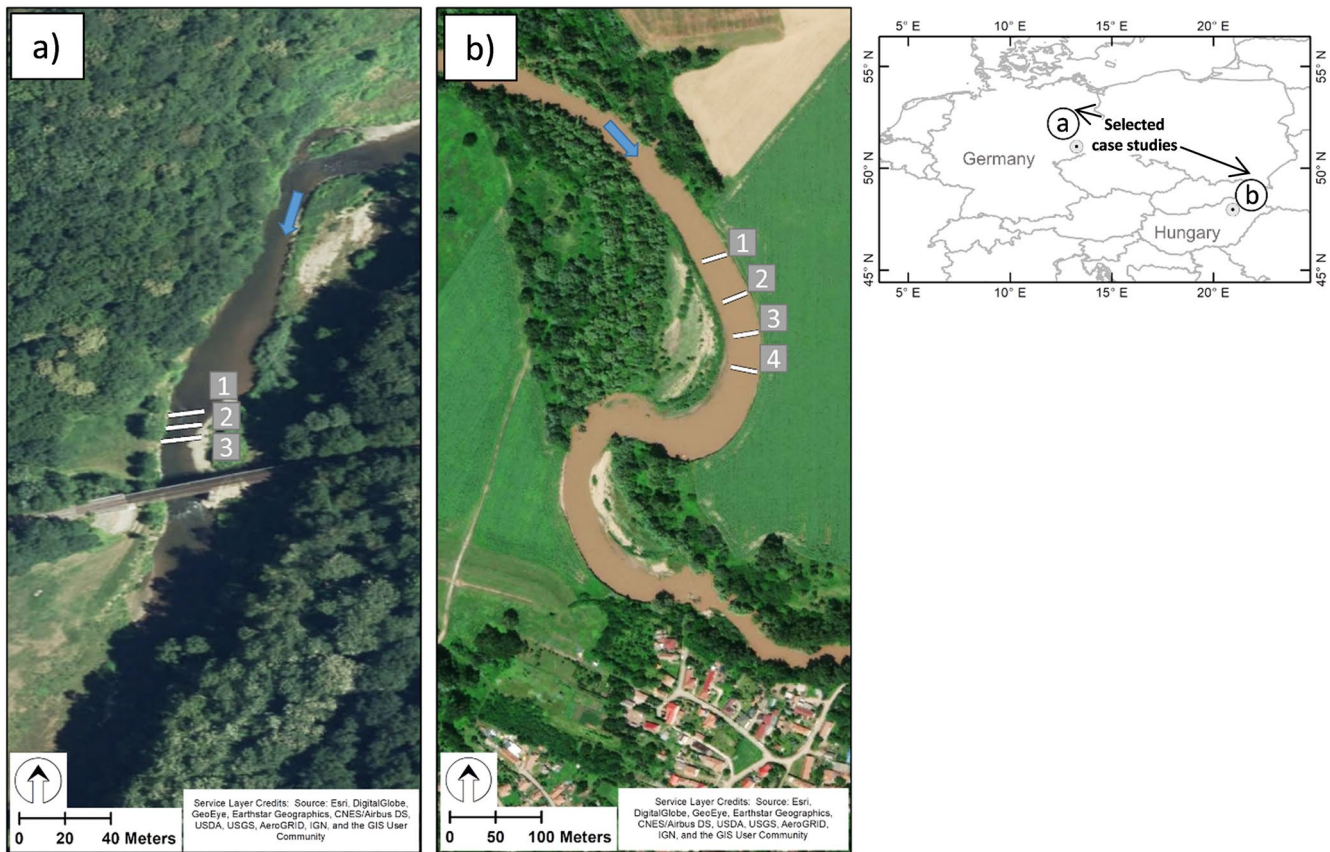 a)
1
2
3
0 20 40 Meters
Service Layer Credits: Source: Esri, DigitalGlobe,
GeoEye, Earthstar Geographics, CNES/Airbus DS,
USDA, USGS, AeroGRID, IGN, and the GIS User
Community
b)
1
2
3
4
0 50 100 Meters
Service Layer Credits: Source: Esri,
DigitalGlobe, GeoEye, Earthstar Geographics,
CNES/Airbus DS, USDA, USGS, AeroGRID,
IGN, and the GIS User Community
5° E 10° E 15° E 20° E
55° N 55° N
a Selected
case studies
Germany
50° N 50° N
b
Hungary
45° N 45° N
5° E 10° E 15° E 20° E